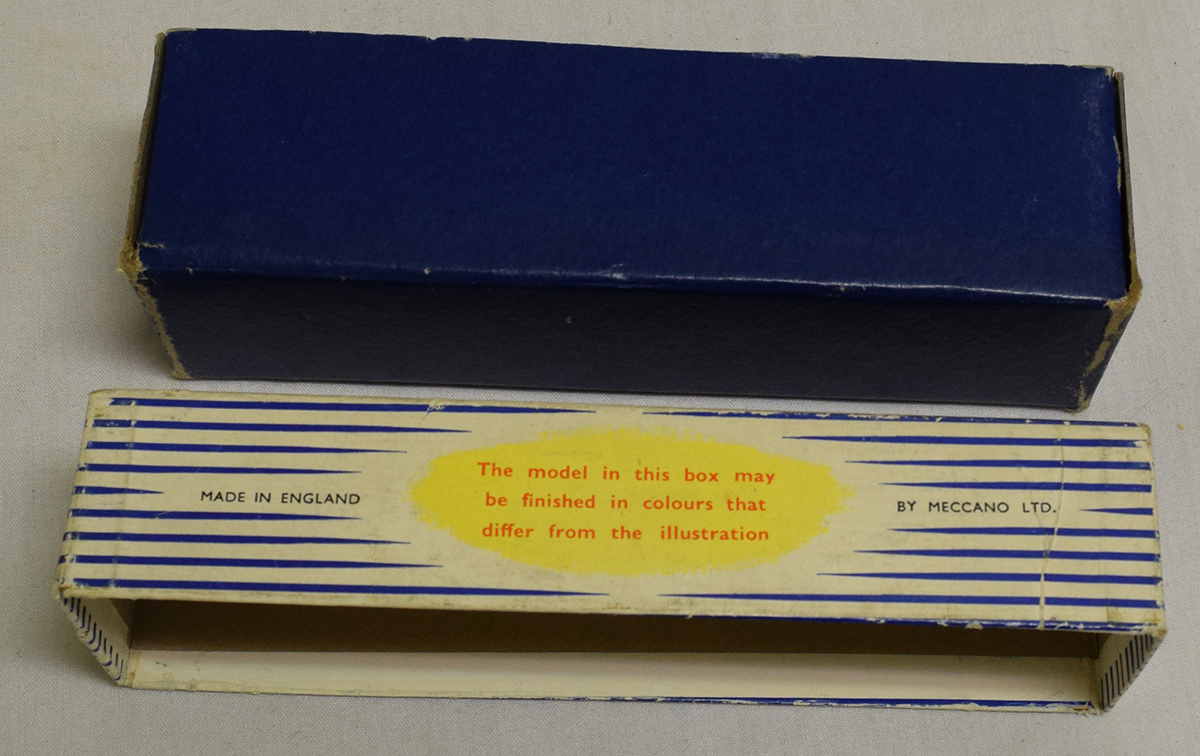 MADE IN ENGLAND
The model in this box may
be finished in colours that
differ from the illustration
BY MECCANO LTD.